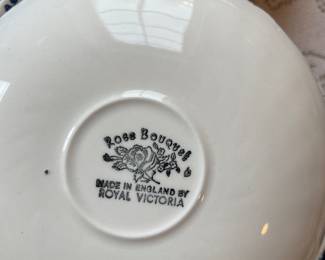 Rose Bouquet
MADE IN ENGLAND BY
ROYAL VICTORIA